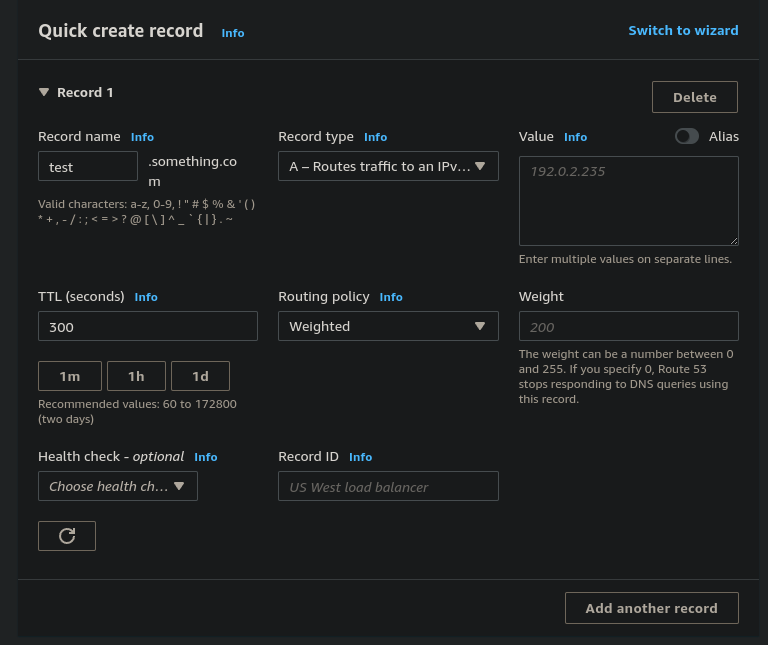 Quick create record Info
Switch to wizard
Record 1
Delete
Record name Info
test
.something.co
m
Valid characters: a-z, 0-9, ! " # $ % & ' ( )
* + , - / : ; < = > ? @ [ \ ] ^ _ ` { | } . ~
Record type Info
A – Routes traffic to an IPv...
Value Info
Alias
192.0.2.235
Enter multiple values on separate lines.
TTL (seconds) Info
300
1m 1h 1d
Recommended values: 60 to 172800
(two days)
Routing policy Info
Weighted
Weight
200
The weight can be a number between 0
and 255. If you specify 0, Route 53
stops responding to DNS queries using
this record.
Health check - optional Info
Choose health ch...
Record ID Info
US West load balancer
Add another record